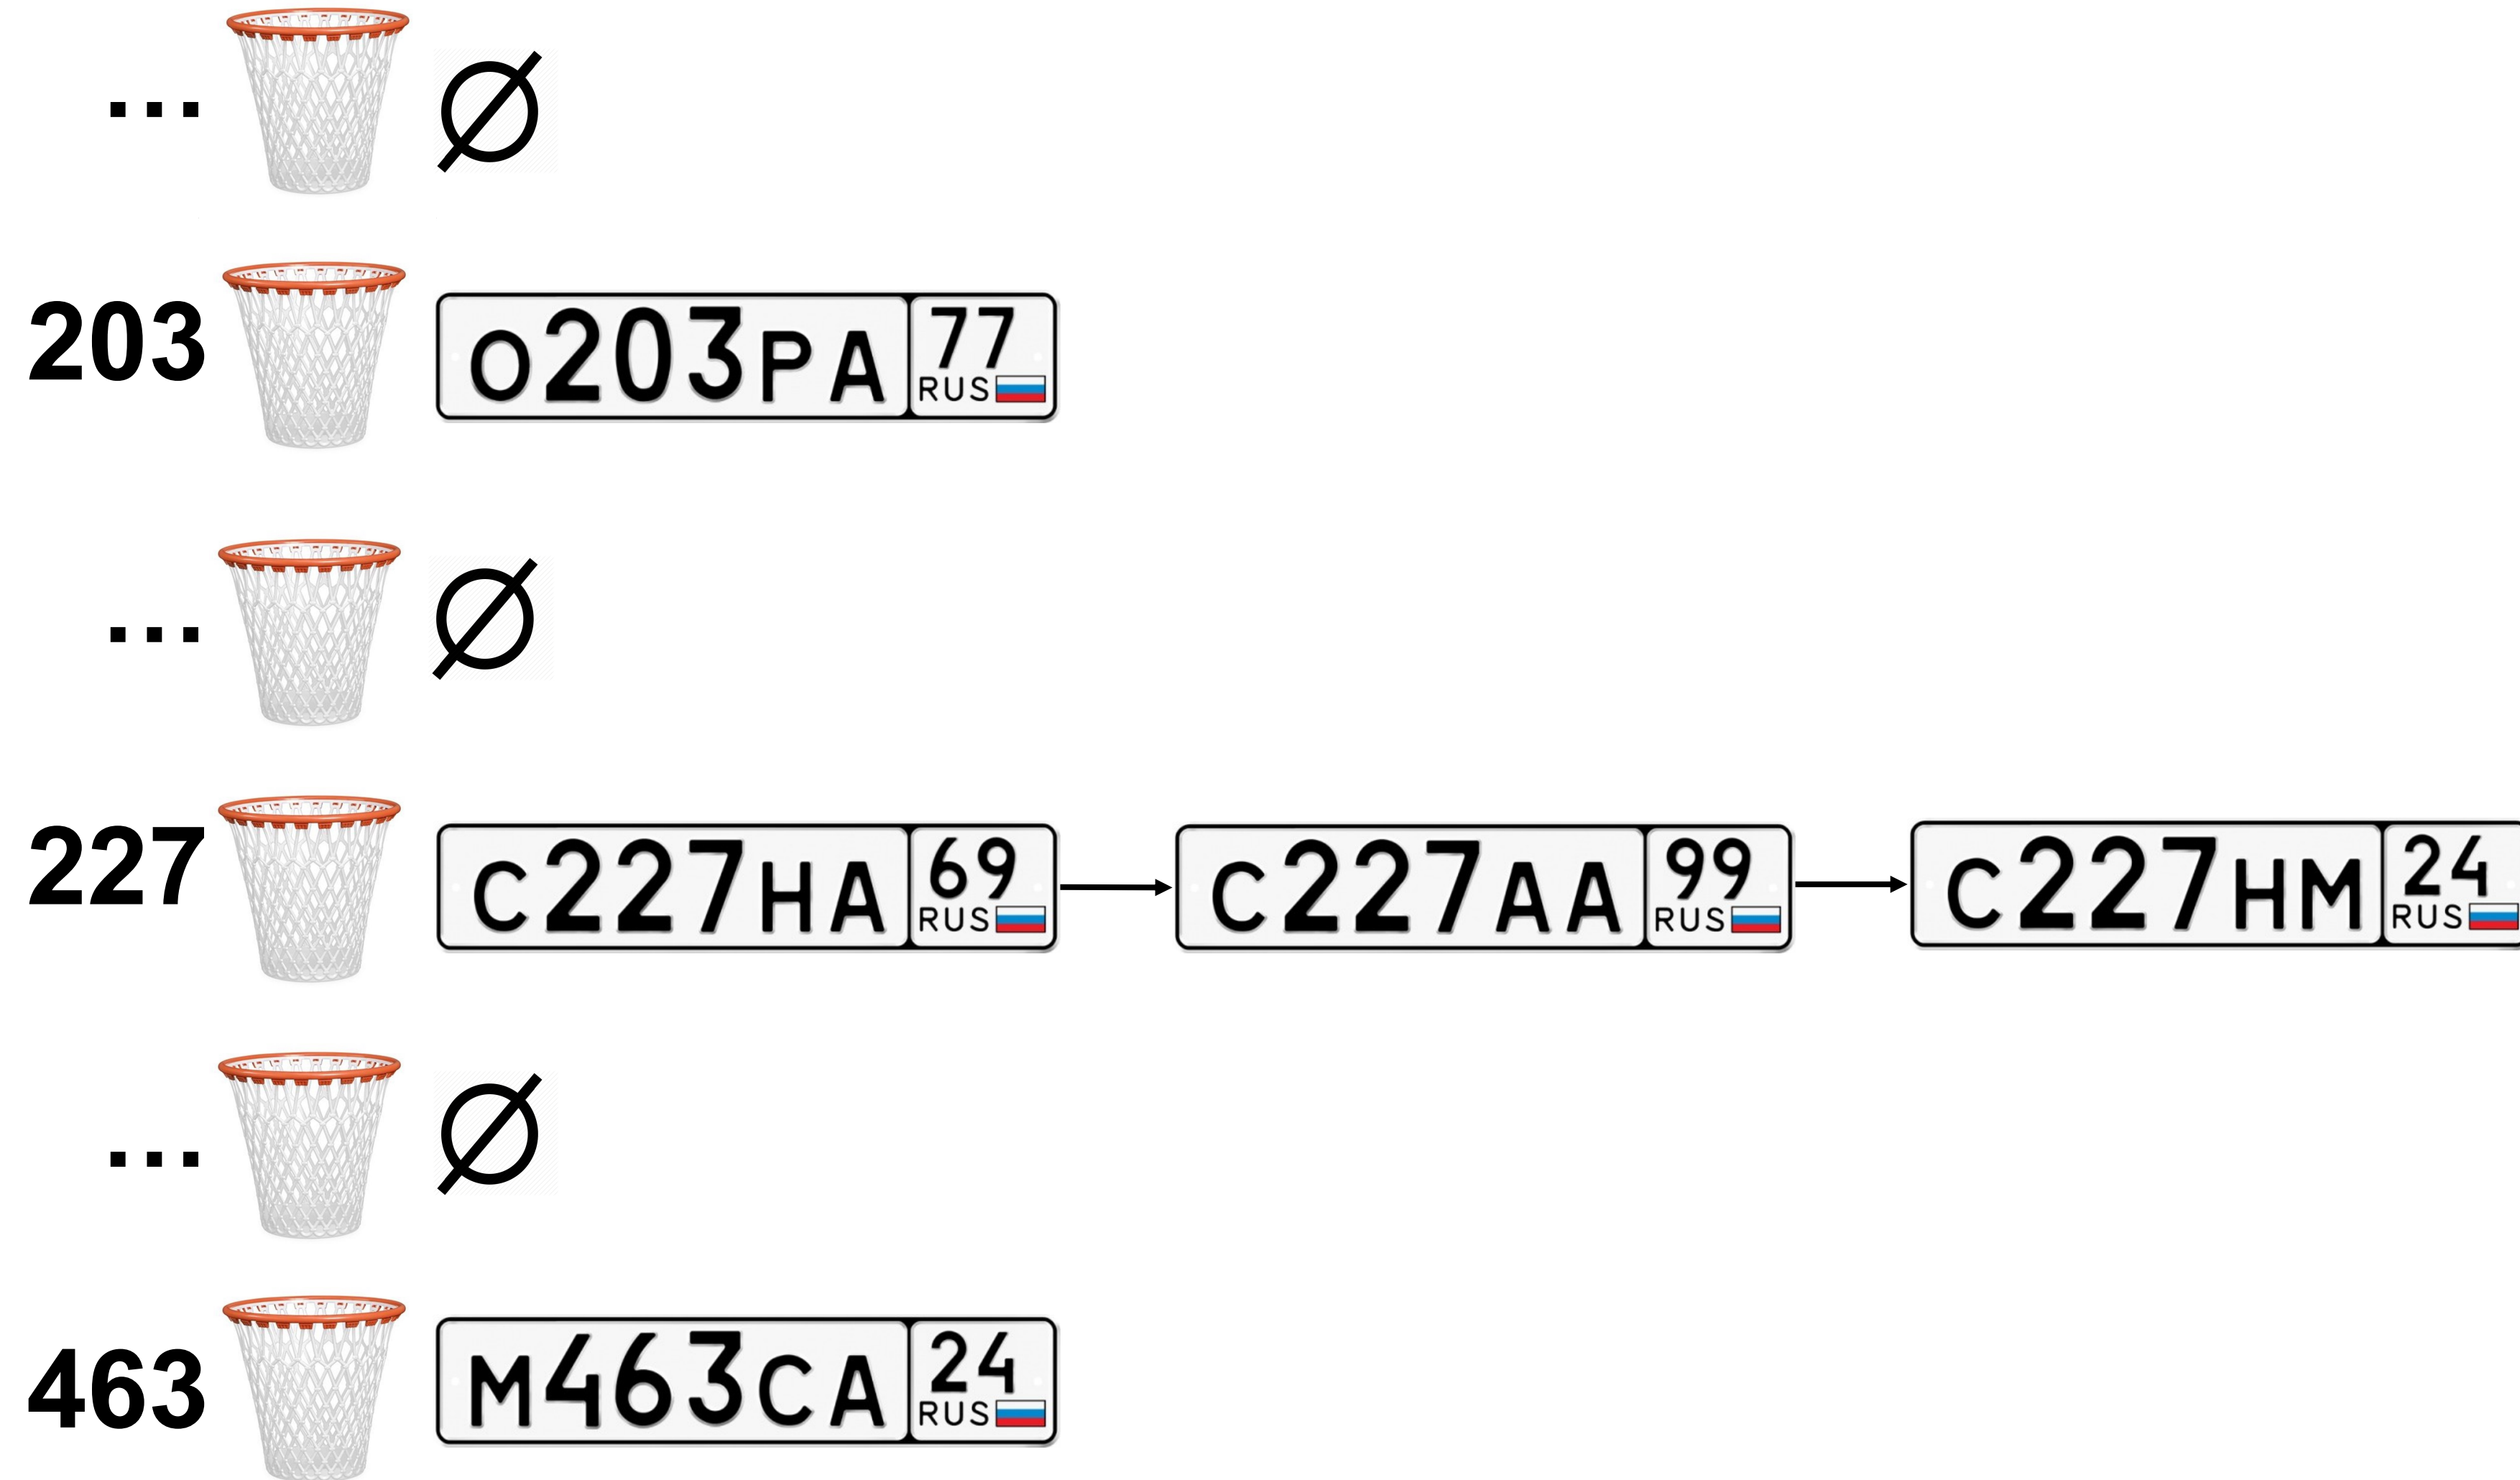 ...
203
О203РА 77 RUS
...
227
С227НА 69 RUS
С227АА 99 RUS
С227НМ 24 RUS
...
463
М463СА 24 RUS